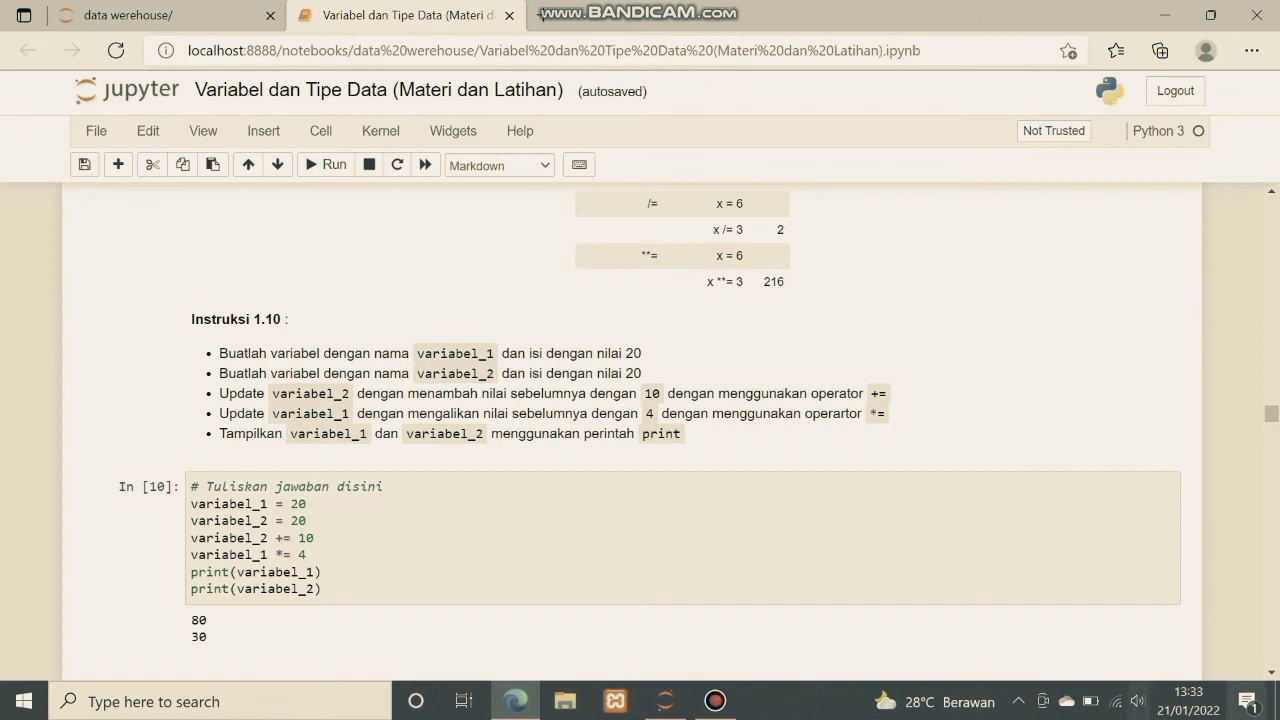 data werehouse/
Variabel dan Tipe Data (Materi d
www.BANDICAM.com
localhost:8888/notebooks/data%20werehouse/Variabel%20dan%20Tipe%20Data%20(Materi%20dan%20Latihan).ipynb
jupyter Variabel dan Tipe Data (Materi dan Latihan) (autosaved)
Logout
File Edit View Insert Cell Kernel Widgets Help
Not Trusted
Python 3
Run
Markdown
/= x = 6
x /= 3 2
**= x = 6
x **= 3 216
Instruksi 1.10 :
• Buatlah variabel dengan nama variabel_1 dan isi dengan nilai 20
• Buatlah variabel dengan nama variabel_2 dan isi dengan nilai 20
• Update variabel_2 dengan menambah nilai sebelumnya dengan 10 dengan menggunakan operator +=
• Update variabel_1 dengan mengalikan nilai sebelumnya dengan 4 dengan menggunakan operartor *=
• Tampilkan variabel_1 dan variabel_2 menggunakan perintah print
In [10]: # Tuliskan jawaban disini
variabel_1 = 20
variabel_2 = 20
variabel_2 += 10
variabel_1 *= 4
print(variabel_1)
print(variabel_2)
80
30
Type here to search
28°C Berawan
13:33
21/01/2022
1